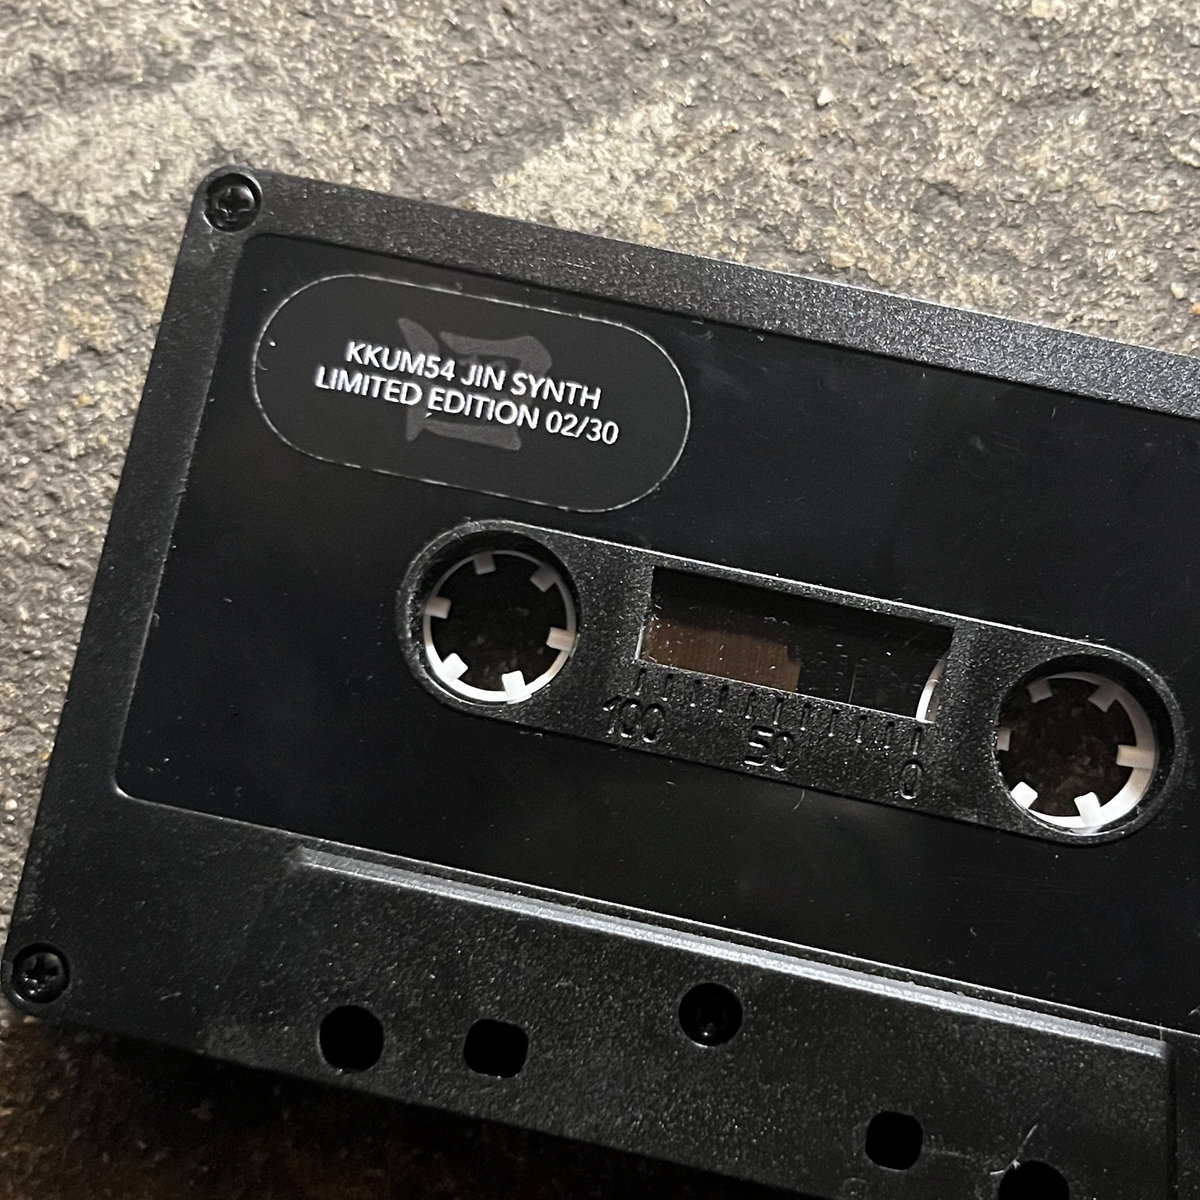 KKUM54 JIN SYNTH
LIMITED EDITION 02/30
100 50 0